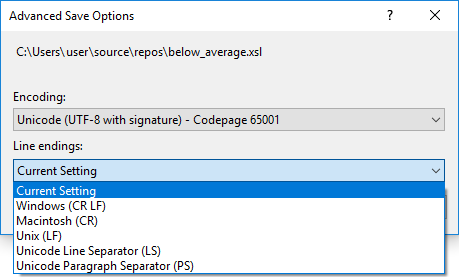 Advanced Save Options
C:\Users\user\source\repos\below_average.xsl
Encoding:
Unicode (UTF-8 with signature) - Codepage 65001
Line endings:
Current Setting
Current Setting
Windows (CR LF)
Macintosh (CR)
Unix (LF)
Unicode Line Separator (LS)
Unicode Paragraph Separator (PS)